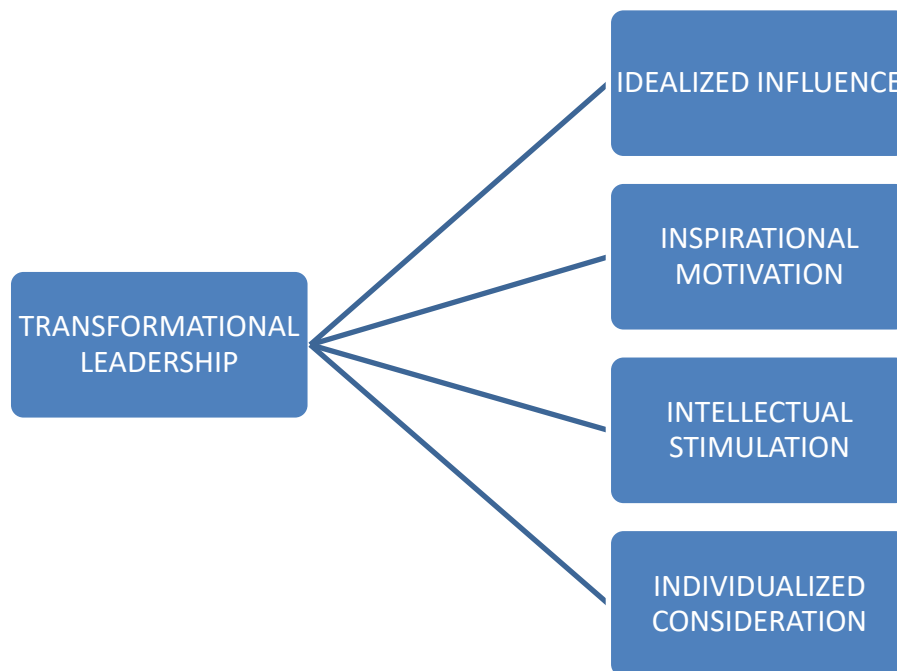 IDEALIZED INFLUENCE
INSPIRATIONAL
MOTIVATION
TRANSFORMATIONAL
LEADERSHIP
INTELLECTUAL
STIMULATION
INDIVIDUALIZED
CONSIDERATION